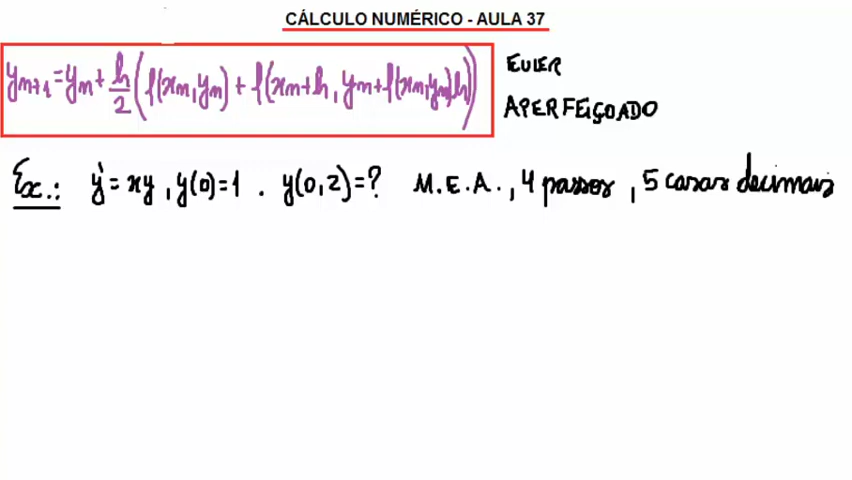 CÁLCULO NUMÉRICO - AULA 37
yₙ₊₁ = yₙ + h/2 (f(xₙ, yₙ) + f(xₙ + h, yₙ + f(xₙ, yₙ)h))
EULER
APERFEIÇOADO
Ex.: y' = xy, y(0)=1. y(0,2)=? M.E.A., 4 passos, 5 casas decimais